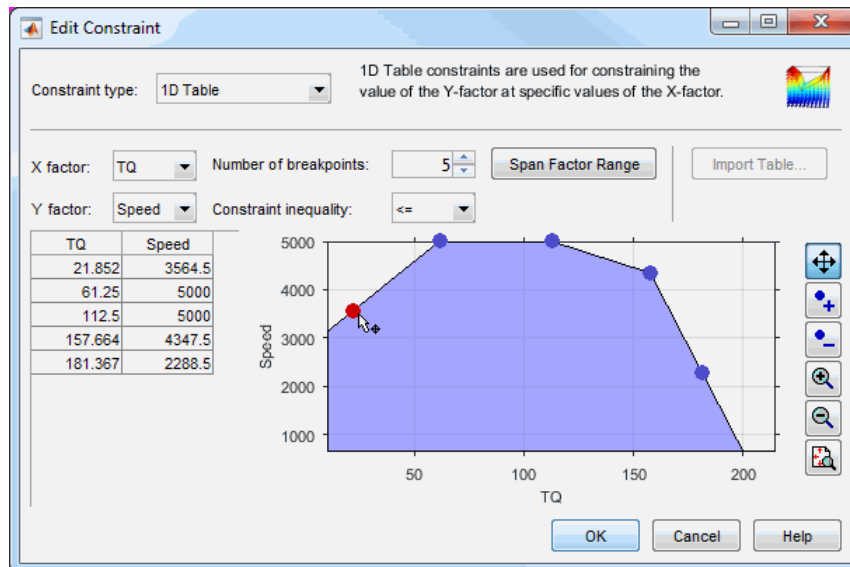 Edit Constraint
Constraint type: 1D Table
1D Table constraints are used for constraining the
value of the Y-factor at specific values of the X-factor.
X factor: TQ Number of breakpoints: 5 Span Factor Range Import Table...
Y factor: Speed Constraint inequality: <=
TQ Speed
21.852 3564.5
61.25 5000
112.5 5000
157.664 4347.5
181.367 2288.5
5000
4000
3000
2000
1000
Speed
50 100 150 200
TQ
OK Cancel Help